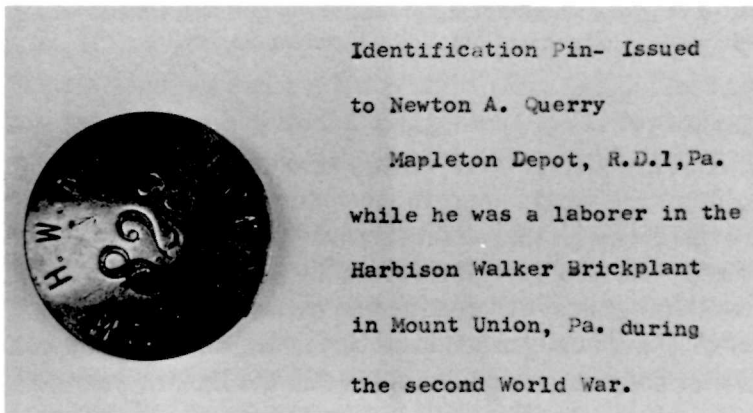 Identification Pin- Issued
to Newton A. Querry
Mapleton Depot, R.D.1,Pa.
while he was a laborer in the
Harbison Walker Brickplant
in Mount Union, Pa. during
the second World War.
H.W